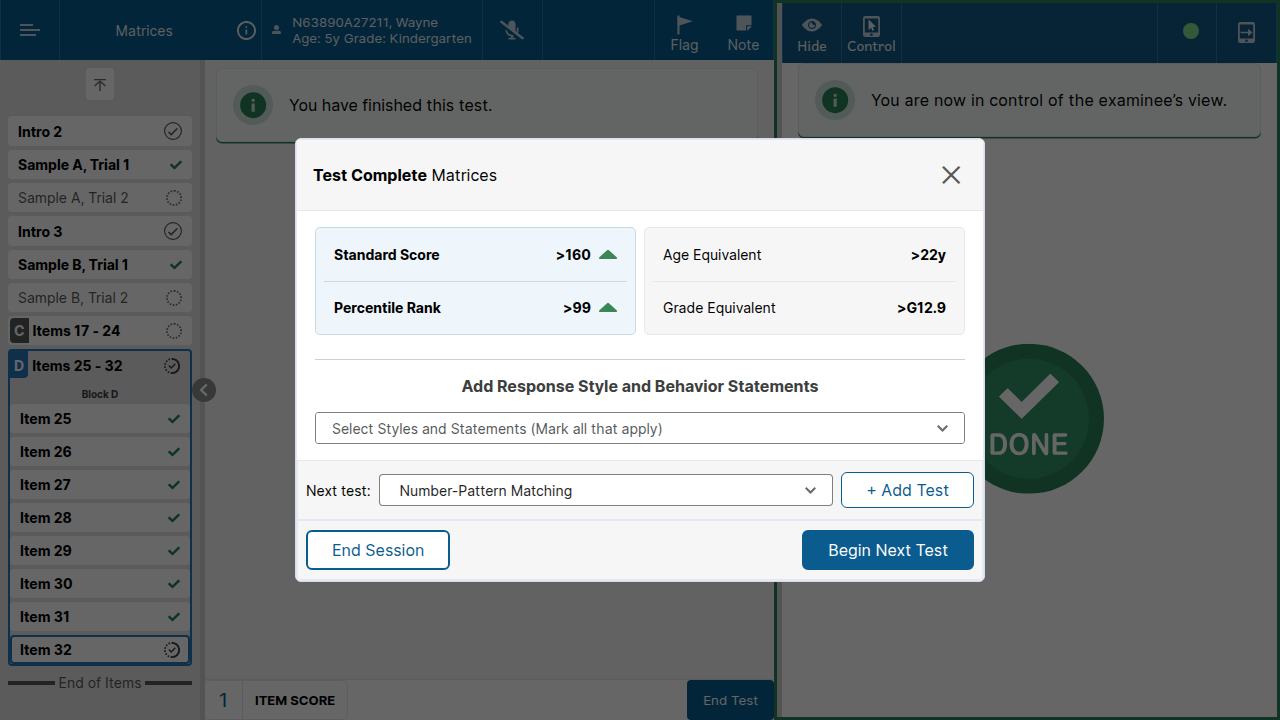 Matrices
N63890A27211, Wayne
Age: 5y Grade: Kindergarten
Flag
Note
Hide
Control
You have finished this test.
You are now in control of the examinee's view.
Intro 2
Sample A, Trial 1
Sample A, Trial 2
Intro 3
Sample B, Trial 1
Sample B, Trial 2
C Items 17 - 24
D Items 25 - 32
Block D
Item 25
Item 26
Item 27
Item 28
Item 29
Item 30
Item 31
Item 32
End of Items
Test Complete Matrices
Standard Score >160
Percentile Rank >99
Age Equivalent >22y
Grade Equivalent >G12.9
Add Response Style and Behavior Statements
Select Styles and Statements (Mark all that apply)
Next test: Number-Pattern Matching + Add Test
End Session Begin Next Test
DONE
1 ITEM SCORE End Test